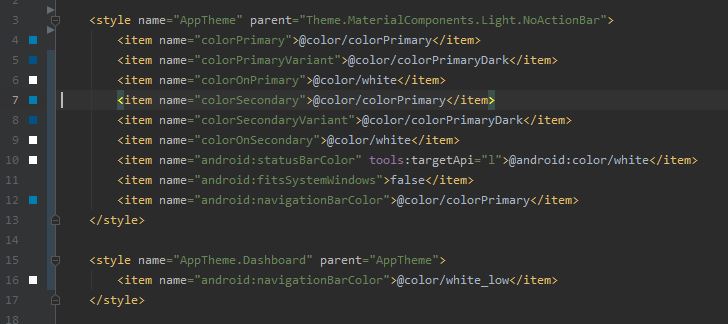 2
3 <style name="AppTheme" parent="Theme.MaterialComponents.Light.NoActionBar">
4 <item name="colorPrimary">@color/colorPrimary</item>
5 <item name="colorPrimaryVariant">@color/colorPrimaryDark</item>
6 <item name="colorOnPrimary">@color/white</item>
7 <item name="colorSecondary">@color/colorPrimary</item>
8 <item name="colorSecondaryVariant">@color/colorPrimaryDark</item>
9 <item name="colorOnSecondary">@color/white</item>
10 <item name="android:statusBarColor" tools:targetApi="l">@android:color/white</item>
11 <item name="android:fitsSystemWindows">false</item>
12 <item name="android:navigationBarColor">@color/colorPrimary</item>
13 </style>
14
15 <style name="AppTheme.Dashboard" parent="AppTheme">
16 <item name="android:navigationBarColor">@color/white_low</item>
17 </style>
18